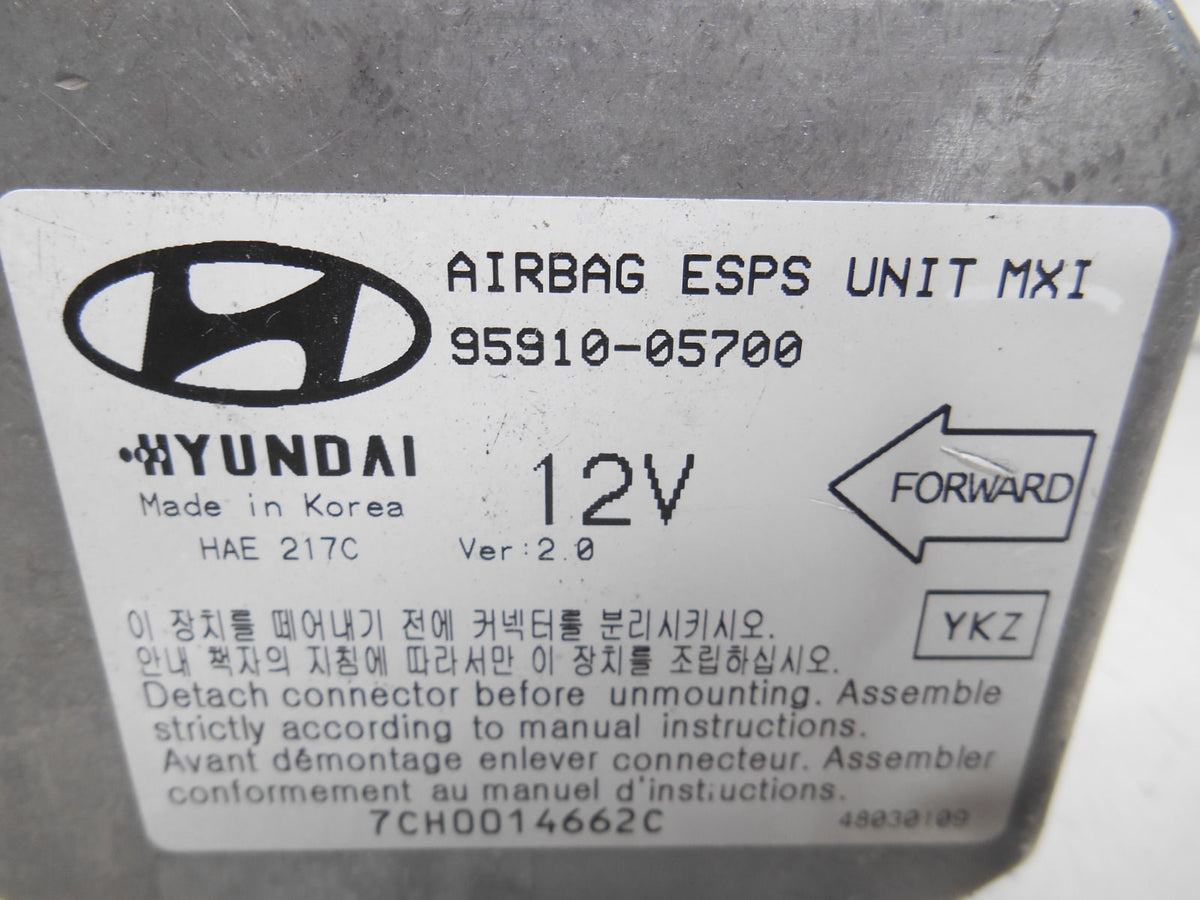 AIRBAG ESPS UNIT MXI
95910-05700
HYUNDAI
Made in Korea
12V
FORWARD
HAE 217C
Ver:2.0
YKZ
이 장치를 떼어내기 전에 커넥터를 분리시키시오.
안내 책자의 지침에 따라서만 이 장치를 조립하십시오.
Detach connector before unmounting. Assemble
strictly according to manual instructions.
Avant démontage enlever connecteur. Assembler
conformement au manuel d'instructions.
7CH0014662C
48030109